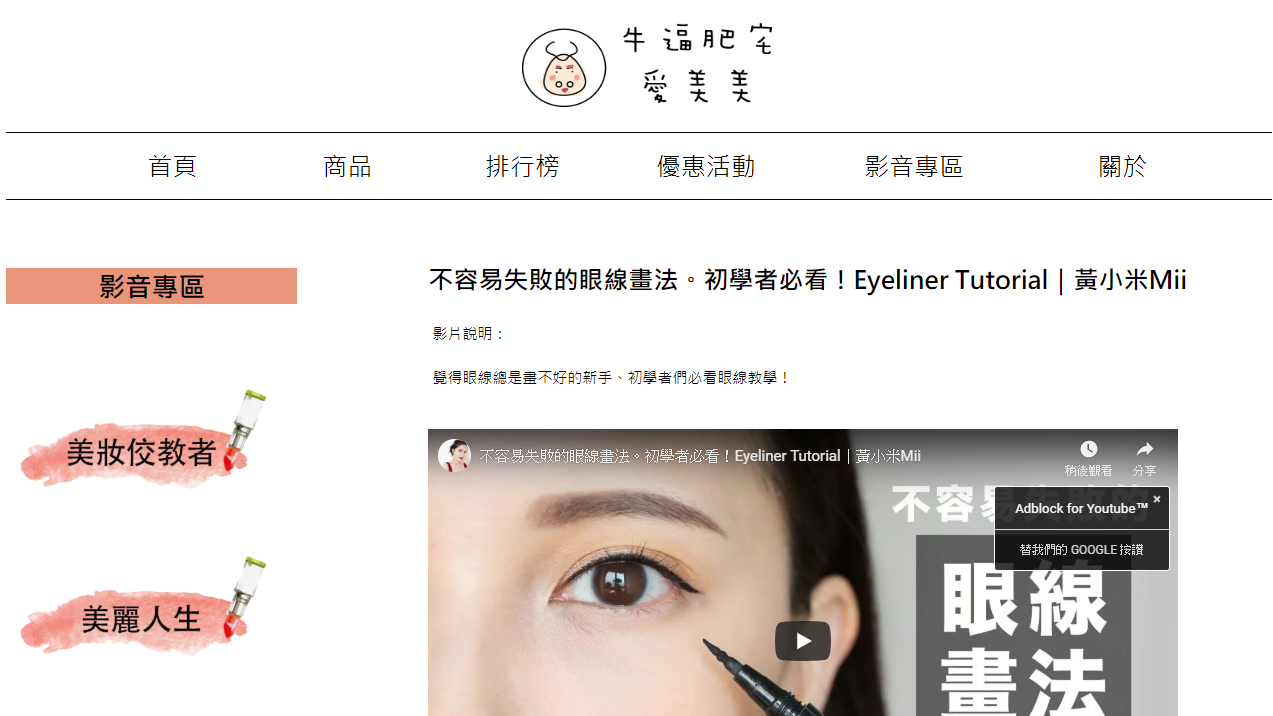 牛逼肥宅
愛美美
首頁 商品 排行榜 優惠活動 影音專區 關於
影音專區
美妝佼教者
美麗人生
不容易失敗的眼線畫法。初學者必看！Eyeliner Tutorial｜黃小米Mii
影片說明：
覺得眼線總是畫不好的新手、初學者們必看眼線教學！
不容易失敗的眼線畫法。初學者必看！Eyeliner Tutorial｜黃小米Mii
稍後觀看 分享
不容易失敗的
Adblock for Youtube™ ×
替我們的 GOOGLE 按讚
眼線
畫法